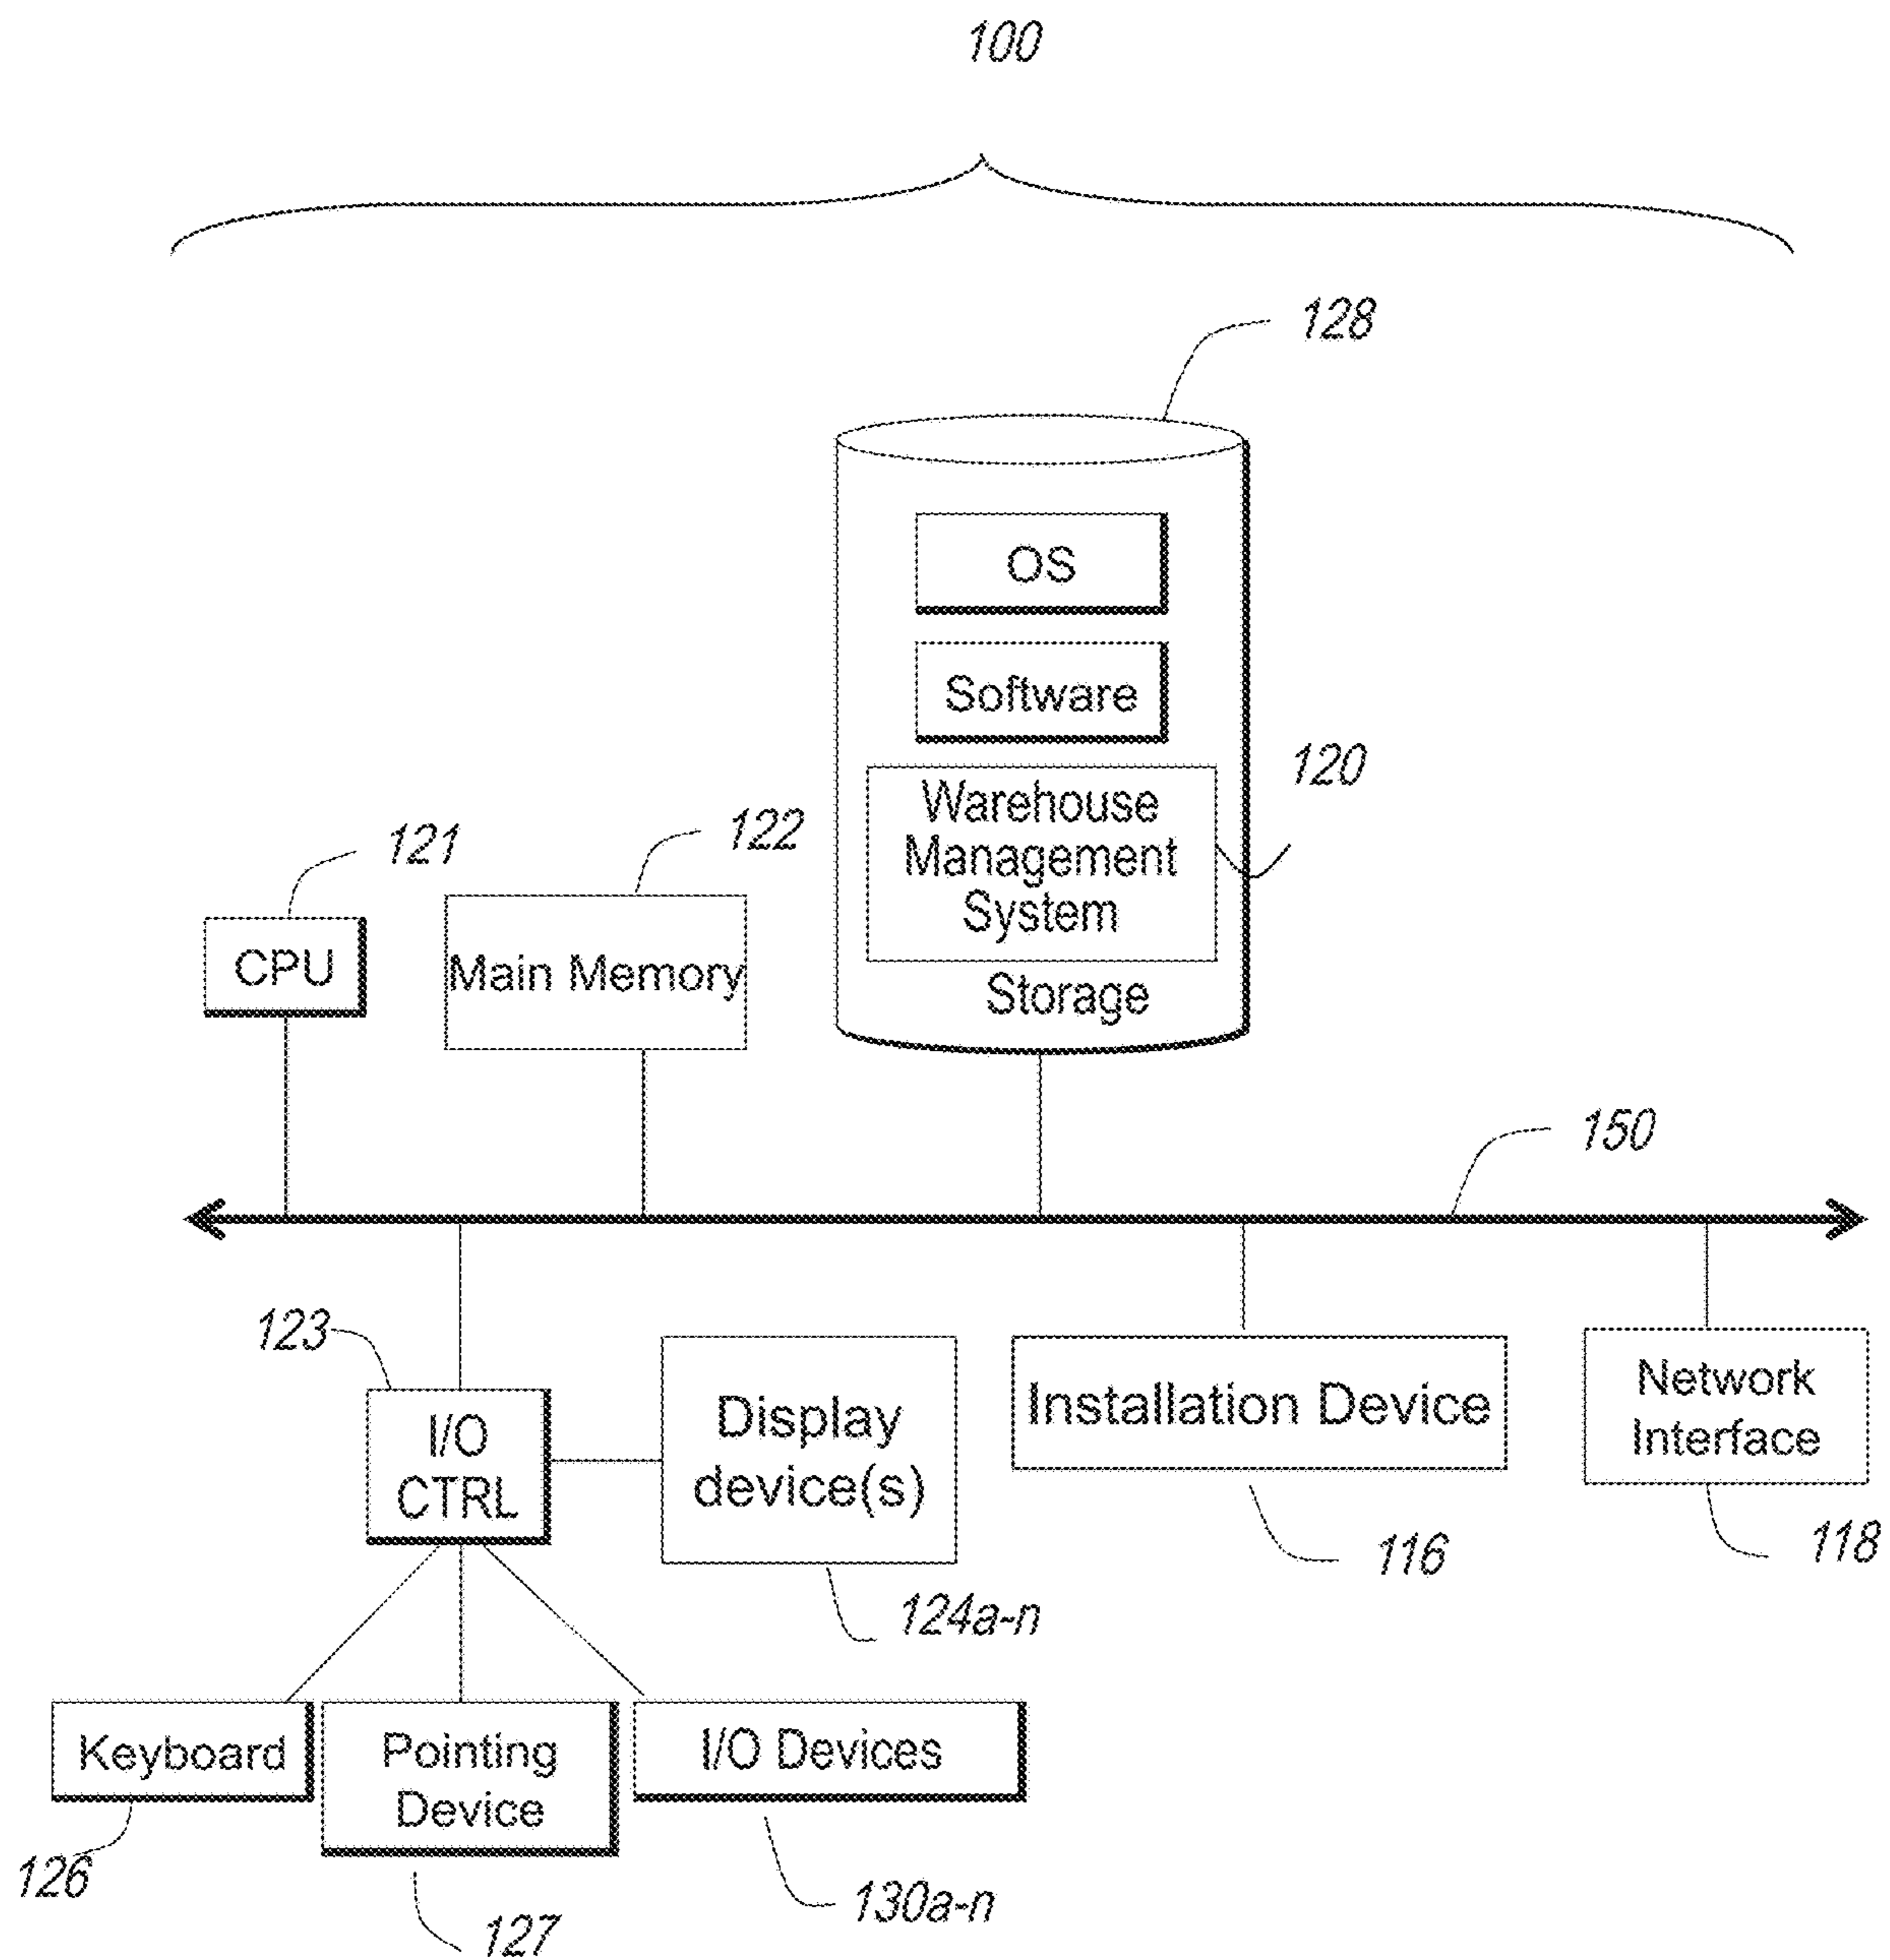 100
128
OS
Software
120
Warehouse
Management
System
Storage
121
CPU
122
Main Memory
150
123
I/O
CTRL
Display
device(s)
124a-n
Installation Device
116
Network
Interface
118
Keyboard
126
Pointing
Device
127
I/O Devices
130a-n